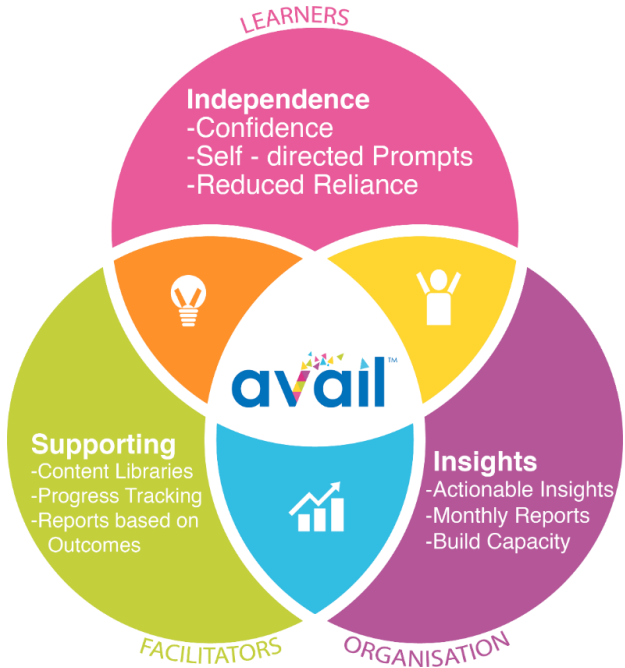 LEARNERS
Independence
-Confidence
-Self - directed Prompts
-Reduced Reliance
avail™
Supporting
-Content Libraries
-Progress Tracking
-Reports based on
Outcomes
Insights
-Actionable Insights
-Monthly Reports
-Build Capacity
FACILITATORS
ORGANISATION